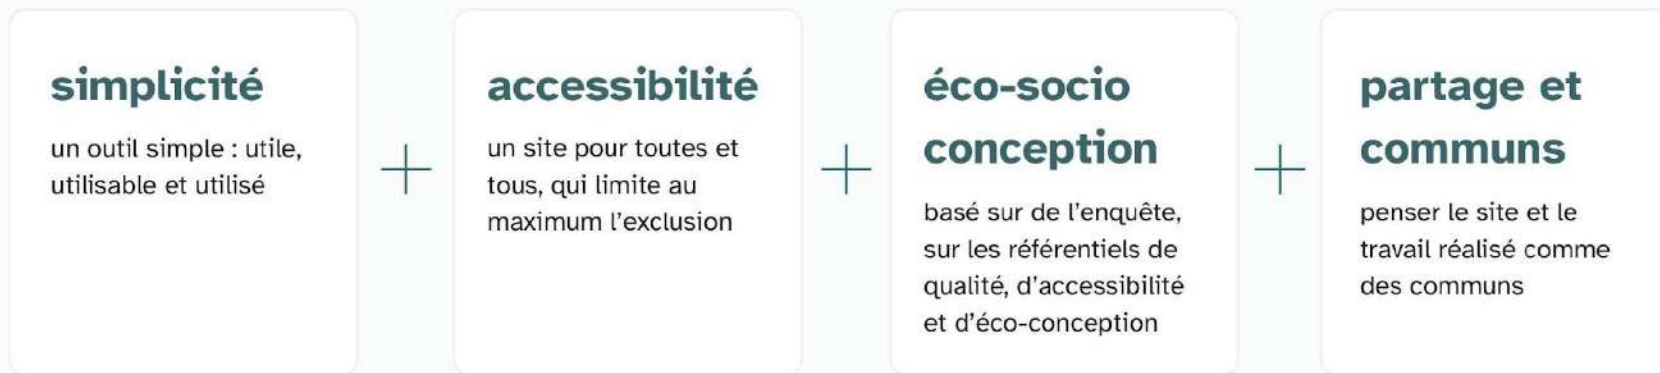 simplicité
un outil simple : utile,
utilisable et utilisé
+
accessibilité
un site pour toutes et
tous, qui limite au
maximum l’exclusion
+
éco-socio
conception
basé sur de l’enquête,
sur les référentiels de
qualité, d’accessibilité
et d’éco-conception
+
partage et
communs
penser le site et le
travail réalisé comme
des communs